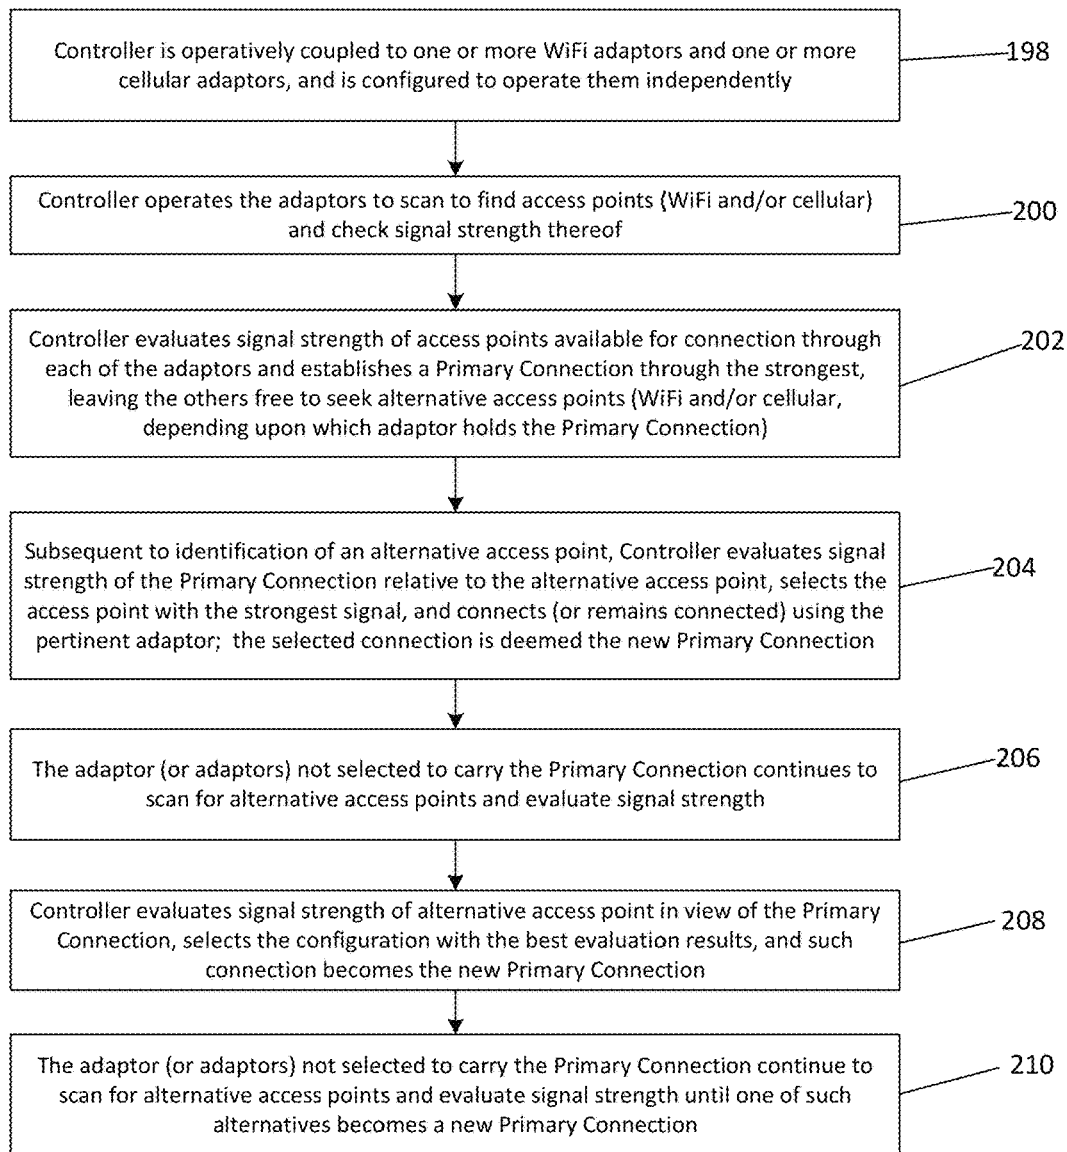 Controller is operatively coupled to one or more WiFi adaptors and one or more
cellular adaptors, and is configured to operate them independently
198
Controller operates the adaptors to scan to find access points (WiFi and/or cellular)
and check signal strength thereof
200
Controller evaluates signal strength of access points available for connection through
each of the adaptors and establishes a Primary Connection through the strongest,
leaving the others free to seek alternative access points (WiFi and/or cellular,
depending upon which adaptor holds the Primary Connection)
202
Subsequent to identification of an alternative access point, Controller evaluates signal
strength of the Primary Connection relative to the alternative access point, selects the
access point with the strongest signal, and connects (or remains connected) using the
pertinent adaptor; the selected connection is deemed the new Primary Connection
204
The adaptor (or adaptors) not selected to carry the Primary Connection continues to
scan for alternative access points and evaluate signal strength
206
Controller evaluates signal strength of alternative access point in view of the Primary
Connection, selects the configuration with the best evaluation results, and such
connection becomes the new Primary Connection
208
The adaptor (or adaptors) not selected to carry the Primary Connection continue to
scan for alternative access points and evaluate signal strength until one of such
alternatives becomes a new Primary Connection
210